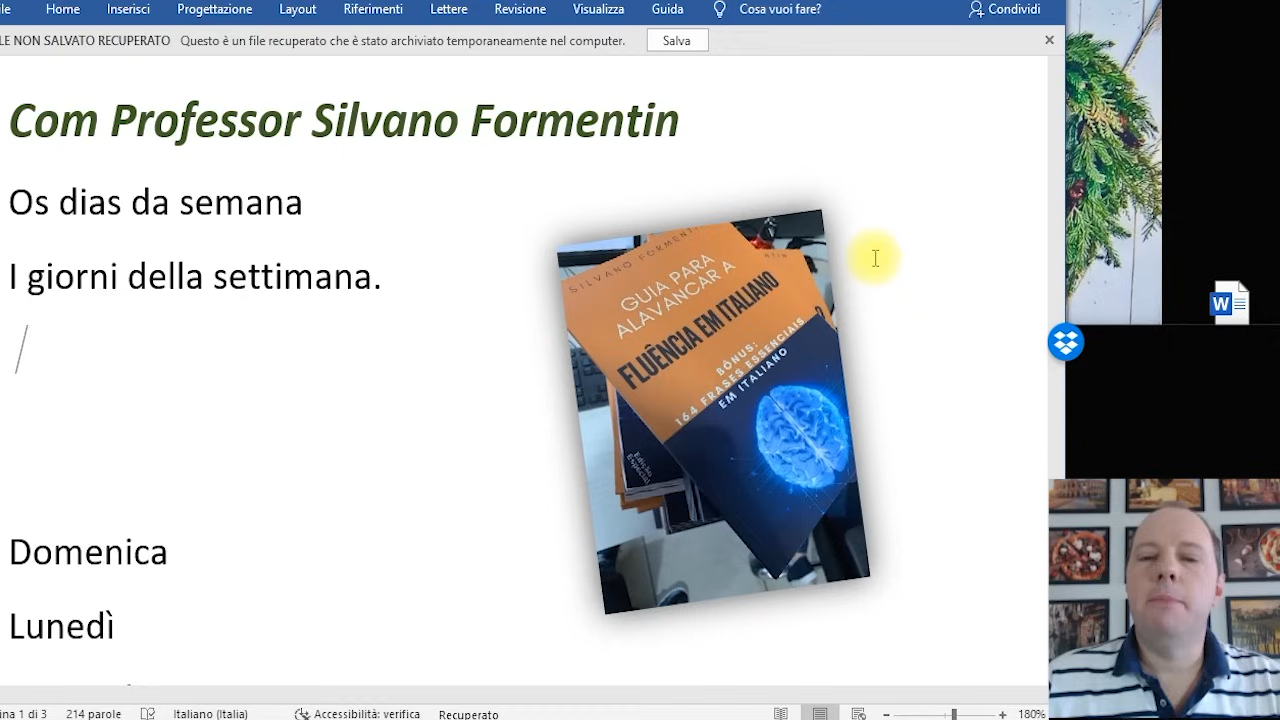 ile Home Inserisci Progettazione Layout Riferimenti Lettere Revisione Visualizza Guida Cosa vuoi fare? Condividi
LE NON SALVATO RECUPERATO Questo è un file recuperato che è stato archiviato temporaneamente nel computer. Salva
Com Professor Silvano Formentin
Os dias da semana
I giorni della settimana.
/
SILVANO FORMENTIN
GUIA PARA
ALAVANCAR A
FLUÊNCIA EM ITALIANO
BÔNUS:
164 FRASES ESSENCIAIS
EM ITALIANO
Edição
Especial
Domenica
Lunedì
W
ina 1 di 3 214 parole Italiano (Italia) Accessibilità: verifica Recuperato 180%